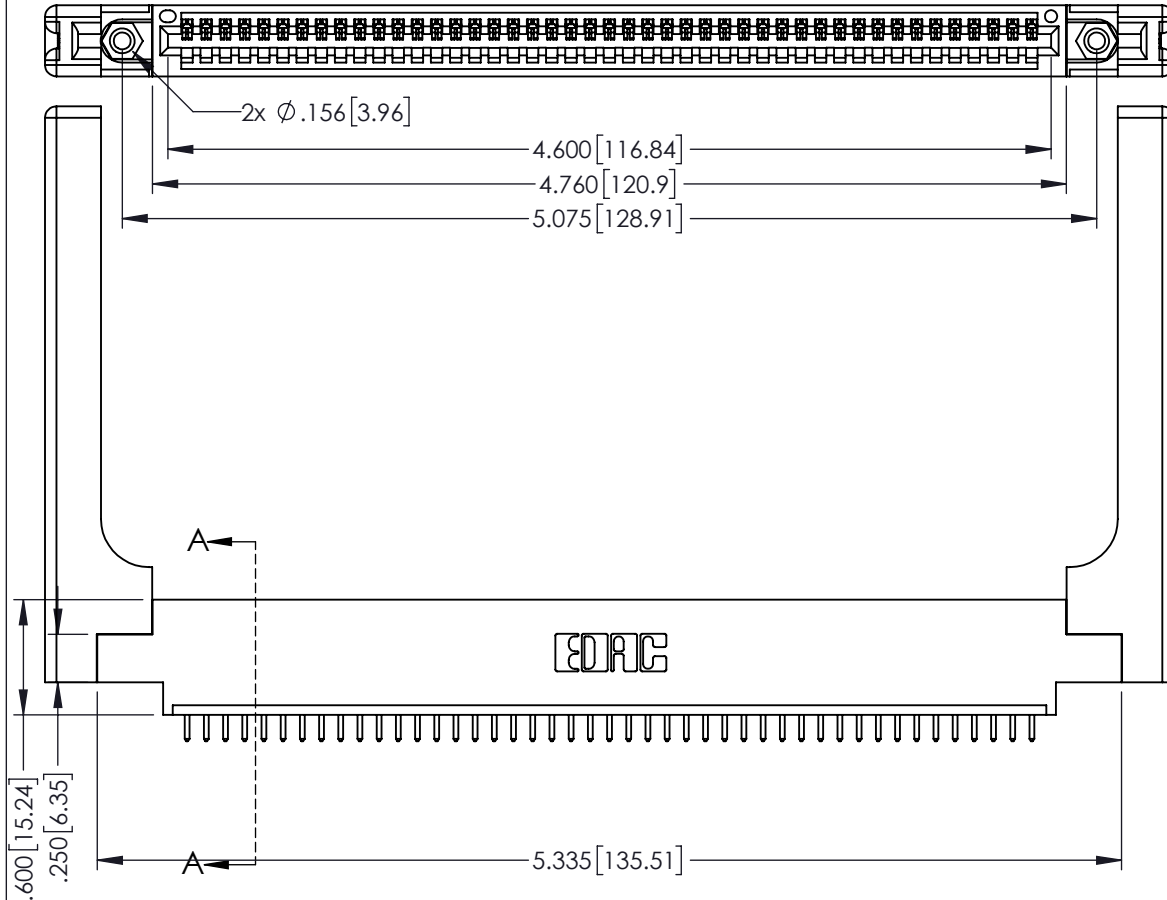 2x Ø.156[3.96]
4.600[116.84]
4.760[120.9]
5.075[128.91]
A
EDAC
.600[15.24]
.250[6.35]
A
5.335[135.51]